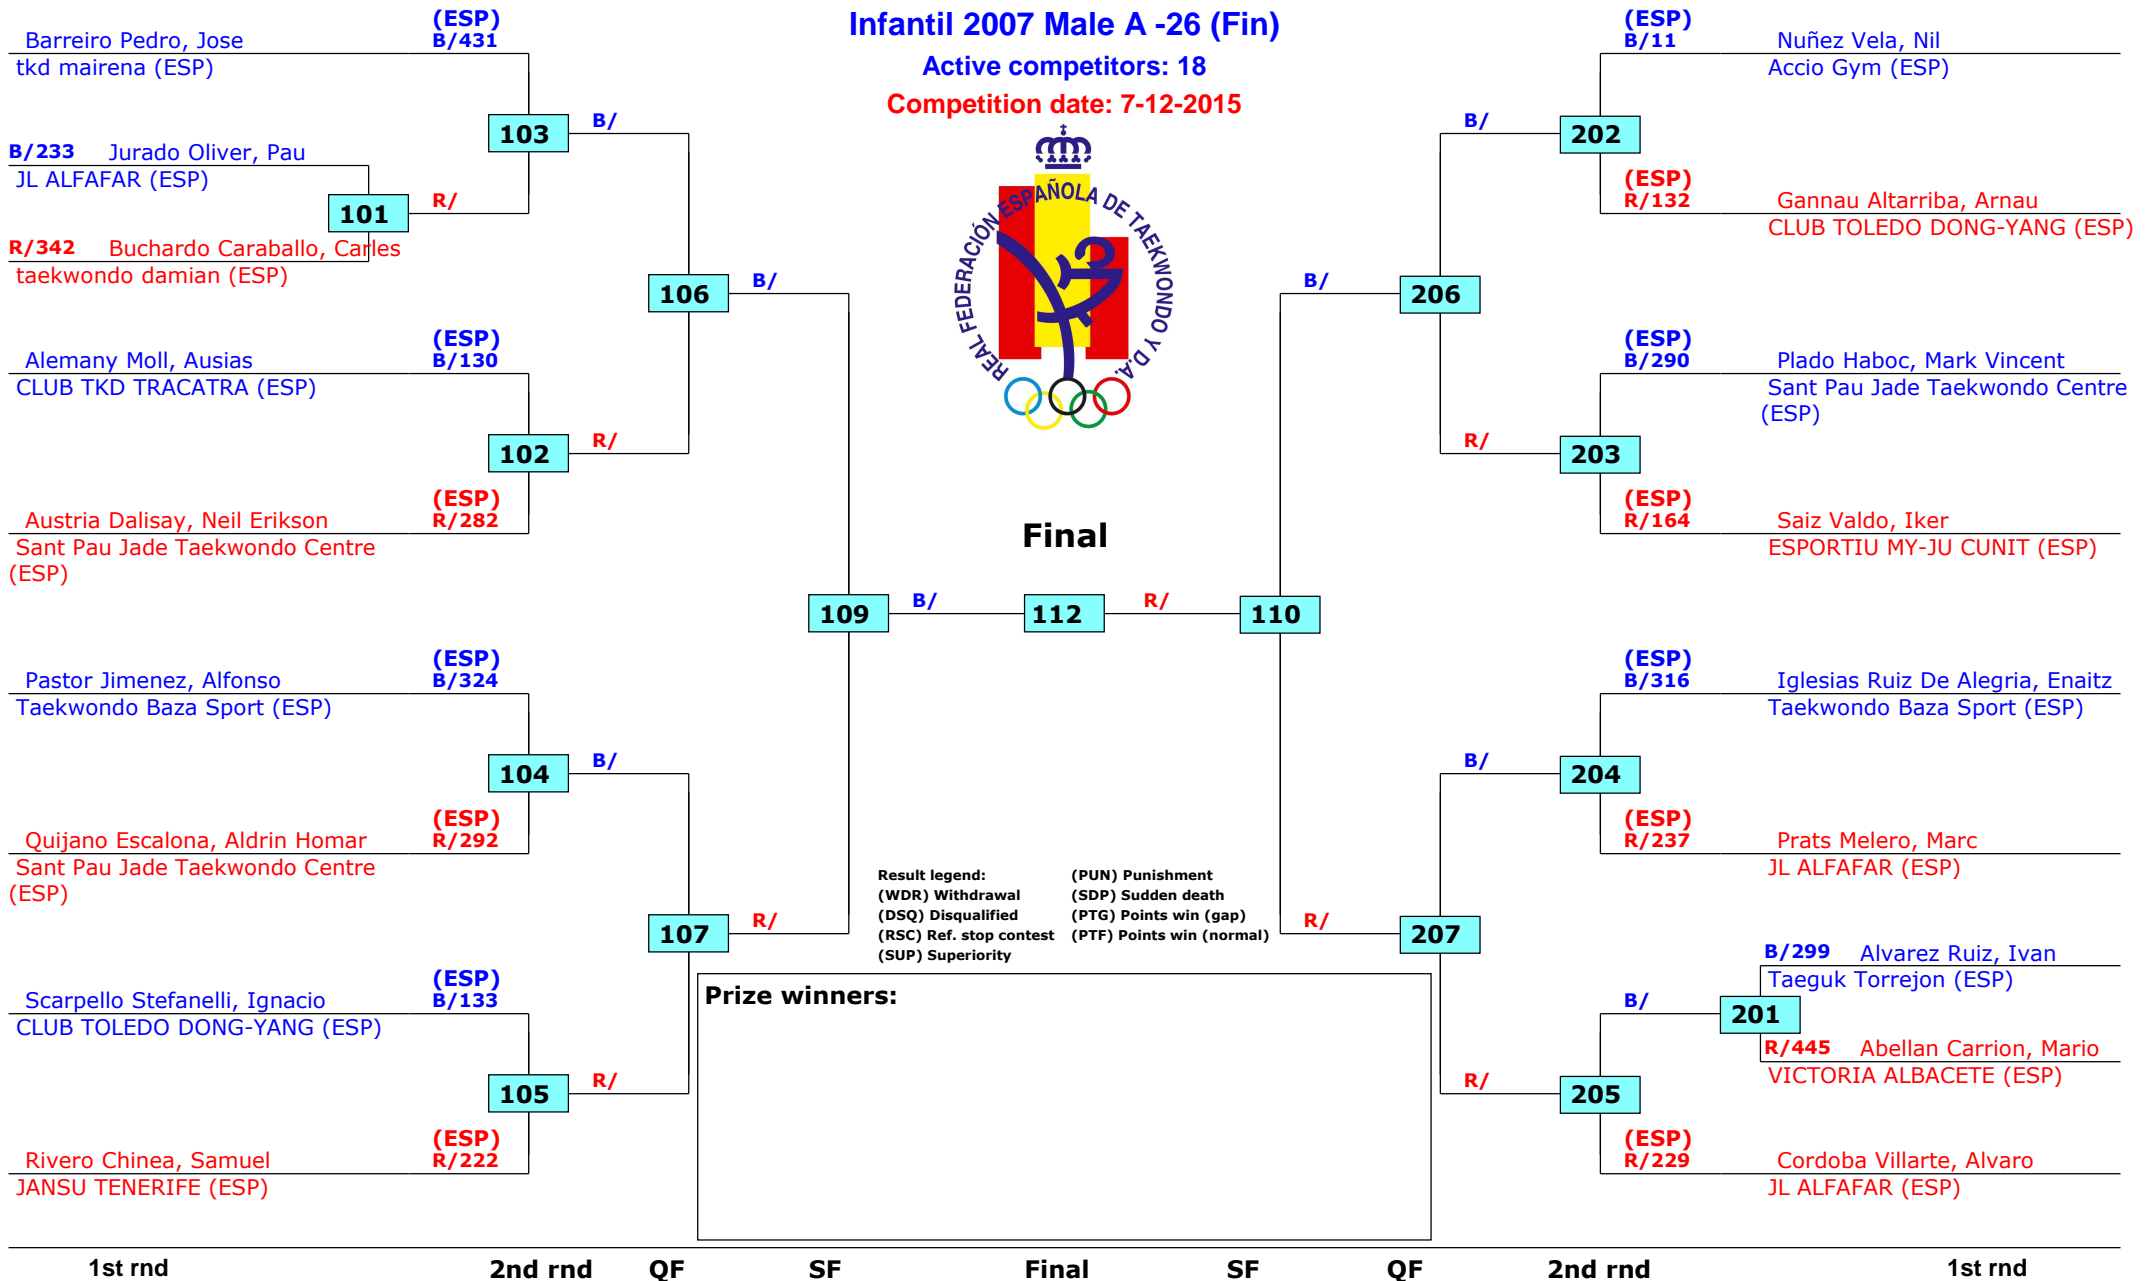 Infantil 2007 Male A -26 (Fin)
Active competitors: 18
Competition date: 7-12-2015
REAL FEDERACIÓN ESPAÑOLA DE TAEKWONDO Y D.A.
(ESP)
Barreiro Pedro, Jose B/431
tkd mairena (ESP)
103
B/
B/233 Jurado Oliver, Pau
JL ALFAFAR (ESP)
101
R/
R/342 Buchardo Caraballo, Carles
taekwondo damian (ESP)
106
B/
(ESP)
Alemany Moll, Ausias B/130
CLUB TKD TRACATRA (ESP)
102
R/
(ESP)
Austria Dalisay, Neil Erikson R/282
Sant Pau Jade Taekwondo Centre
(ESP)
109
B/
(ESP)
Pastor Jimenez, Alfonso B/324
Taekwondo Baza Sport (ESP)
104
B/
(ESP)
Quijano Escalona, Aldrin Homar R/292
Sant Pau Jade Taekwondo Centre
(ESP)
107
R/
(ESP)
Scarpello Stefanelli, Ignacio B/133
CLUB TOLEDO DONG-YANG (ESP)
105
R/
(ESP)
Rivero Chinea, Samuel R/222
JANSU TENERIFE (ESP)
Final
112
R/
110
(ESP)
B/11 Nuñez Vela, Nil
Accio Gym (ESP)
B/
202
(ESP)
R/132 Gannau Altarriba, Arnau
CLUB TOLEDO DONG-YANG (ESP)
B/
206
(ESP)
B/290 Plado Haboc, Mark Vincent
Sant Pau Jade Taekwondo Centre
(ESP)
R/
203
(ESP)
R/164 Saiz Valdo, Iker
ESPORTIU MY-JU CUNIT (ESP)
(ESP)
B/316 Iglesias Ruiz De Alegria, Enaitz
Taekwondo Baza Sport (ESP)
B/
204
(ESP)
R/237 Prats Melero, Marc
JL ALFAFAR (ESP)
R/
207
B/299 Alvarez Ruiz, Ivan
Taeguk Torrejon (ESP)
B/
201
R/445 Abellan Carrion, Mario
VICTORIA ALBACETE (ESP)
R/
205
(ESP)
R/229 Cordoba Villarte, Alvaro
JL ALFAFAR (ESP)
Result legend: (PUN) Punishment
(WDR) Withdrawal (SDP) Sudden death
(DSQ) Disqualified (PTG) Points win (gap)
(RSC) Ref. stop contest (PTF) Points win (normal)
(SUP) Superiority
Prize winners:
1st rnd 2nd rnd QF SF Final SF QF 2nd rnd 1st rnd